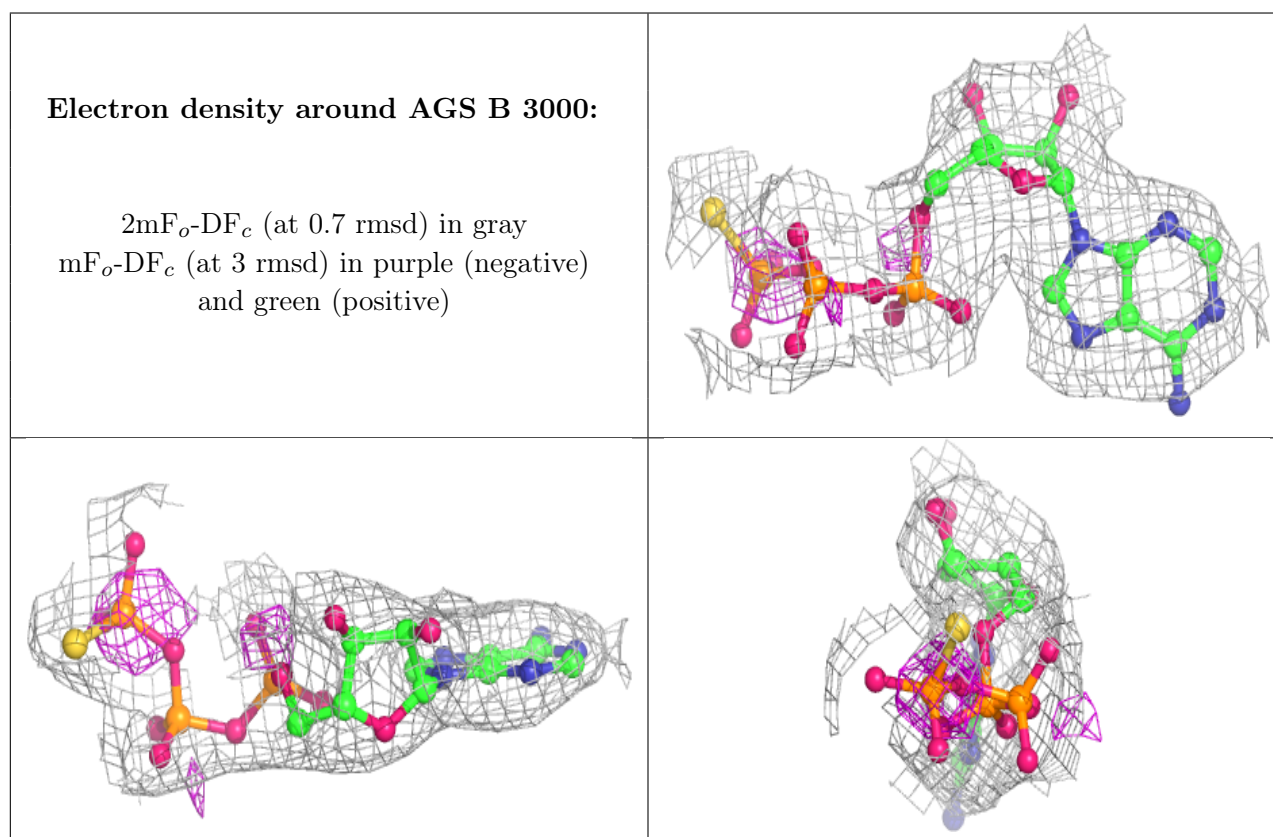 Electron density around AGS B 3000:
2mFₒ-DF𝒸 (at 0.7 rmsd) in gray
mFₒ-DF𝒸 (at 3 rmsd) in purple (negative)
and green (positive)